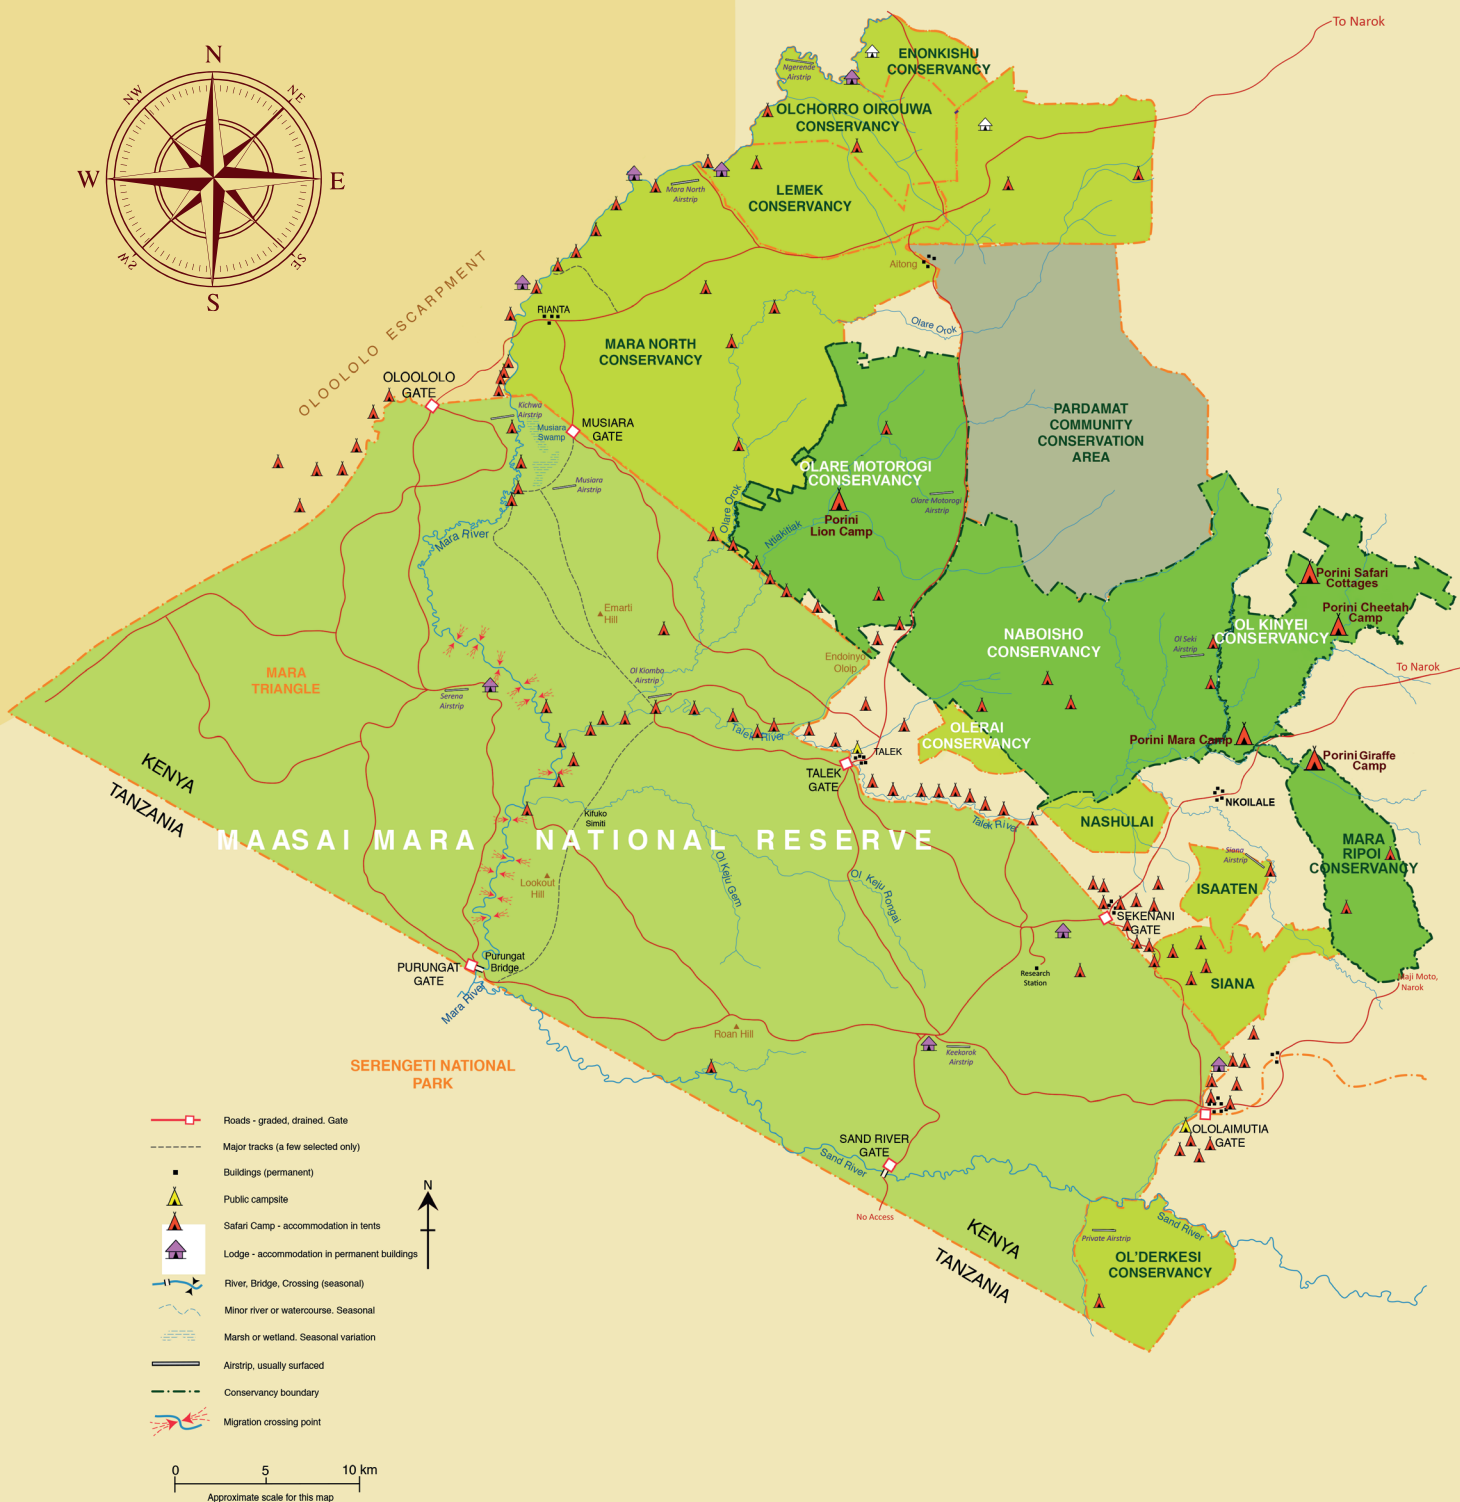 N
NW
NE
W
E
SW
SE
S
To Narok
ENONKISHU
CONSERVANCY
Ngerende
Airstrip
OLCHORRO OIROUWA
CONSERVANCY
LEMEK
CONSERVANCY
Mara North
Airstrip
Aitong
OLOOLOLO ESCARPMENT
RIANTA
MARA NORTH
CONSERVANCY
Olare Orok
OLOOLOLO
GATE
Kichwa
Airstrip
Musiara
Swamp
MUSIARA
GATE
PARDAMAT
COMMUNITY
CONSERVATION
AREA
OLARE MOTOROGI
CONSERVANCY
Musiara
Airstrip
Olare Orok
Olare Motorogi
Airstrip
Porini
Lion Camp
Ntiakitiak
Mara River
Porini Safari
Cottages
Porini Cheetah
Camp
OL KINYEI
CONSERVANCY
Emarti
Hill
NABOISHO
CONSERVANCY
Ol Seki
Airstrip
Endoinyo
Oloip
To Narok
MARA
TRIANGLE
Ol Kiombo
Airstrip
Serena
Airstrip
Talek River
OLERAI
CONSERVANCY
Porini Mara Camp
Porini Giraffe
Camp
TALEK
TALEK
GATE
KENYA
TANZANIA
NKOILALE
Kifuko
Simiti
Talek River
NASHULAI
MAASAI MARA NATIONAL RESERVE
MARA
RIPOI
CONSERVANCY
Siana
Airstrip
Ol Keju Gem
Ol Keju Rongai
Lookout
Hill
ISAATEN
SEKENANI
GATE
Purungat
Bridge
PURUNGAT
GATE
Research
Station
SIANA
Maji Moto,
Narok
Mara River
Roan Hill
Keekorok
Airstrip
SERENGETI NATIONAL
PARK
OLOLAIMUTIA
GATE
SAND RIVER
GATE
Sand River
No Access
KENYA
TANZANIA
Sand River
Private Airstrip
OL'DERKESI
CONSERVANCY
Roads - graded, drained. Gate
Major tracks (a few selected only)
Buildings (permanent)
Public campsite
Safari Camp - accommodation in tents
Lodge - accommodation in permanent buildings
River, Bridge, Crossing (seasonal)
Minor river or watercourse. Seasonal
Marsh or wetland. Seasonal variation
Airstrip, usually surfaced
Conservancy boundary
Migration crossing point
N
0 5 10 km
Approximate scale for this map